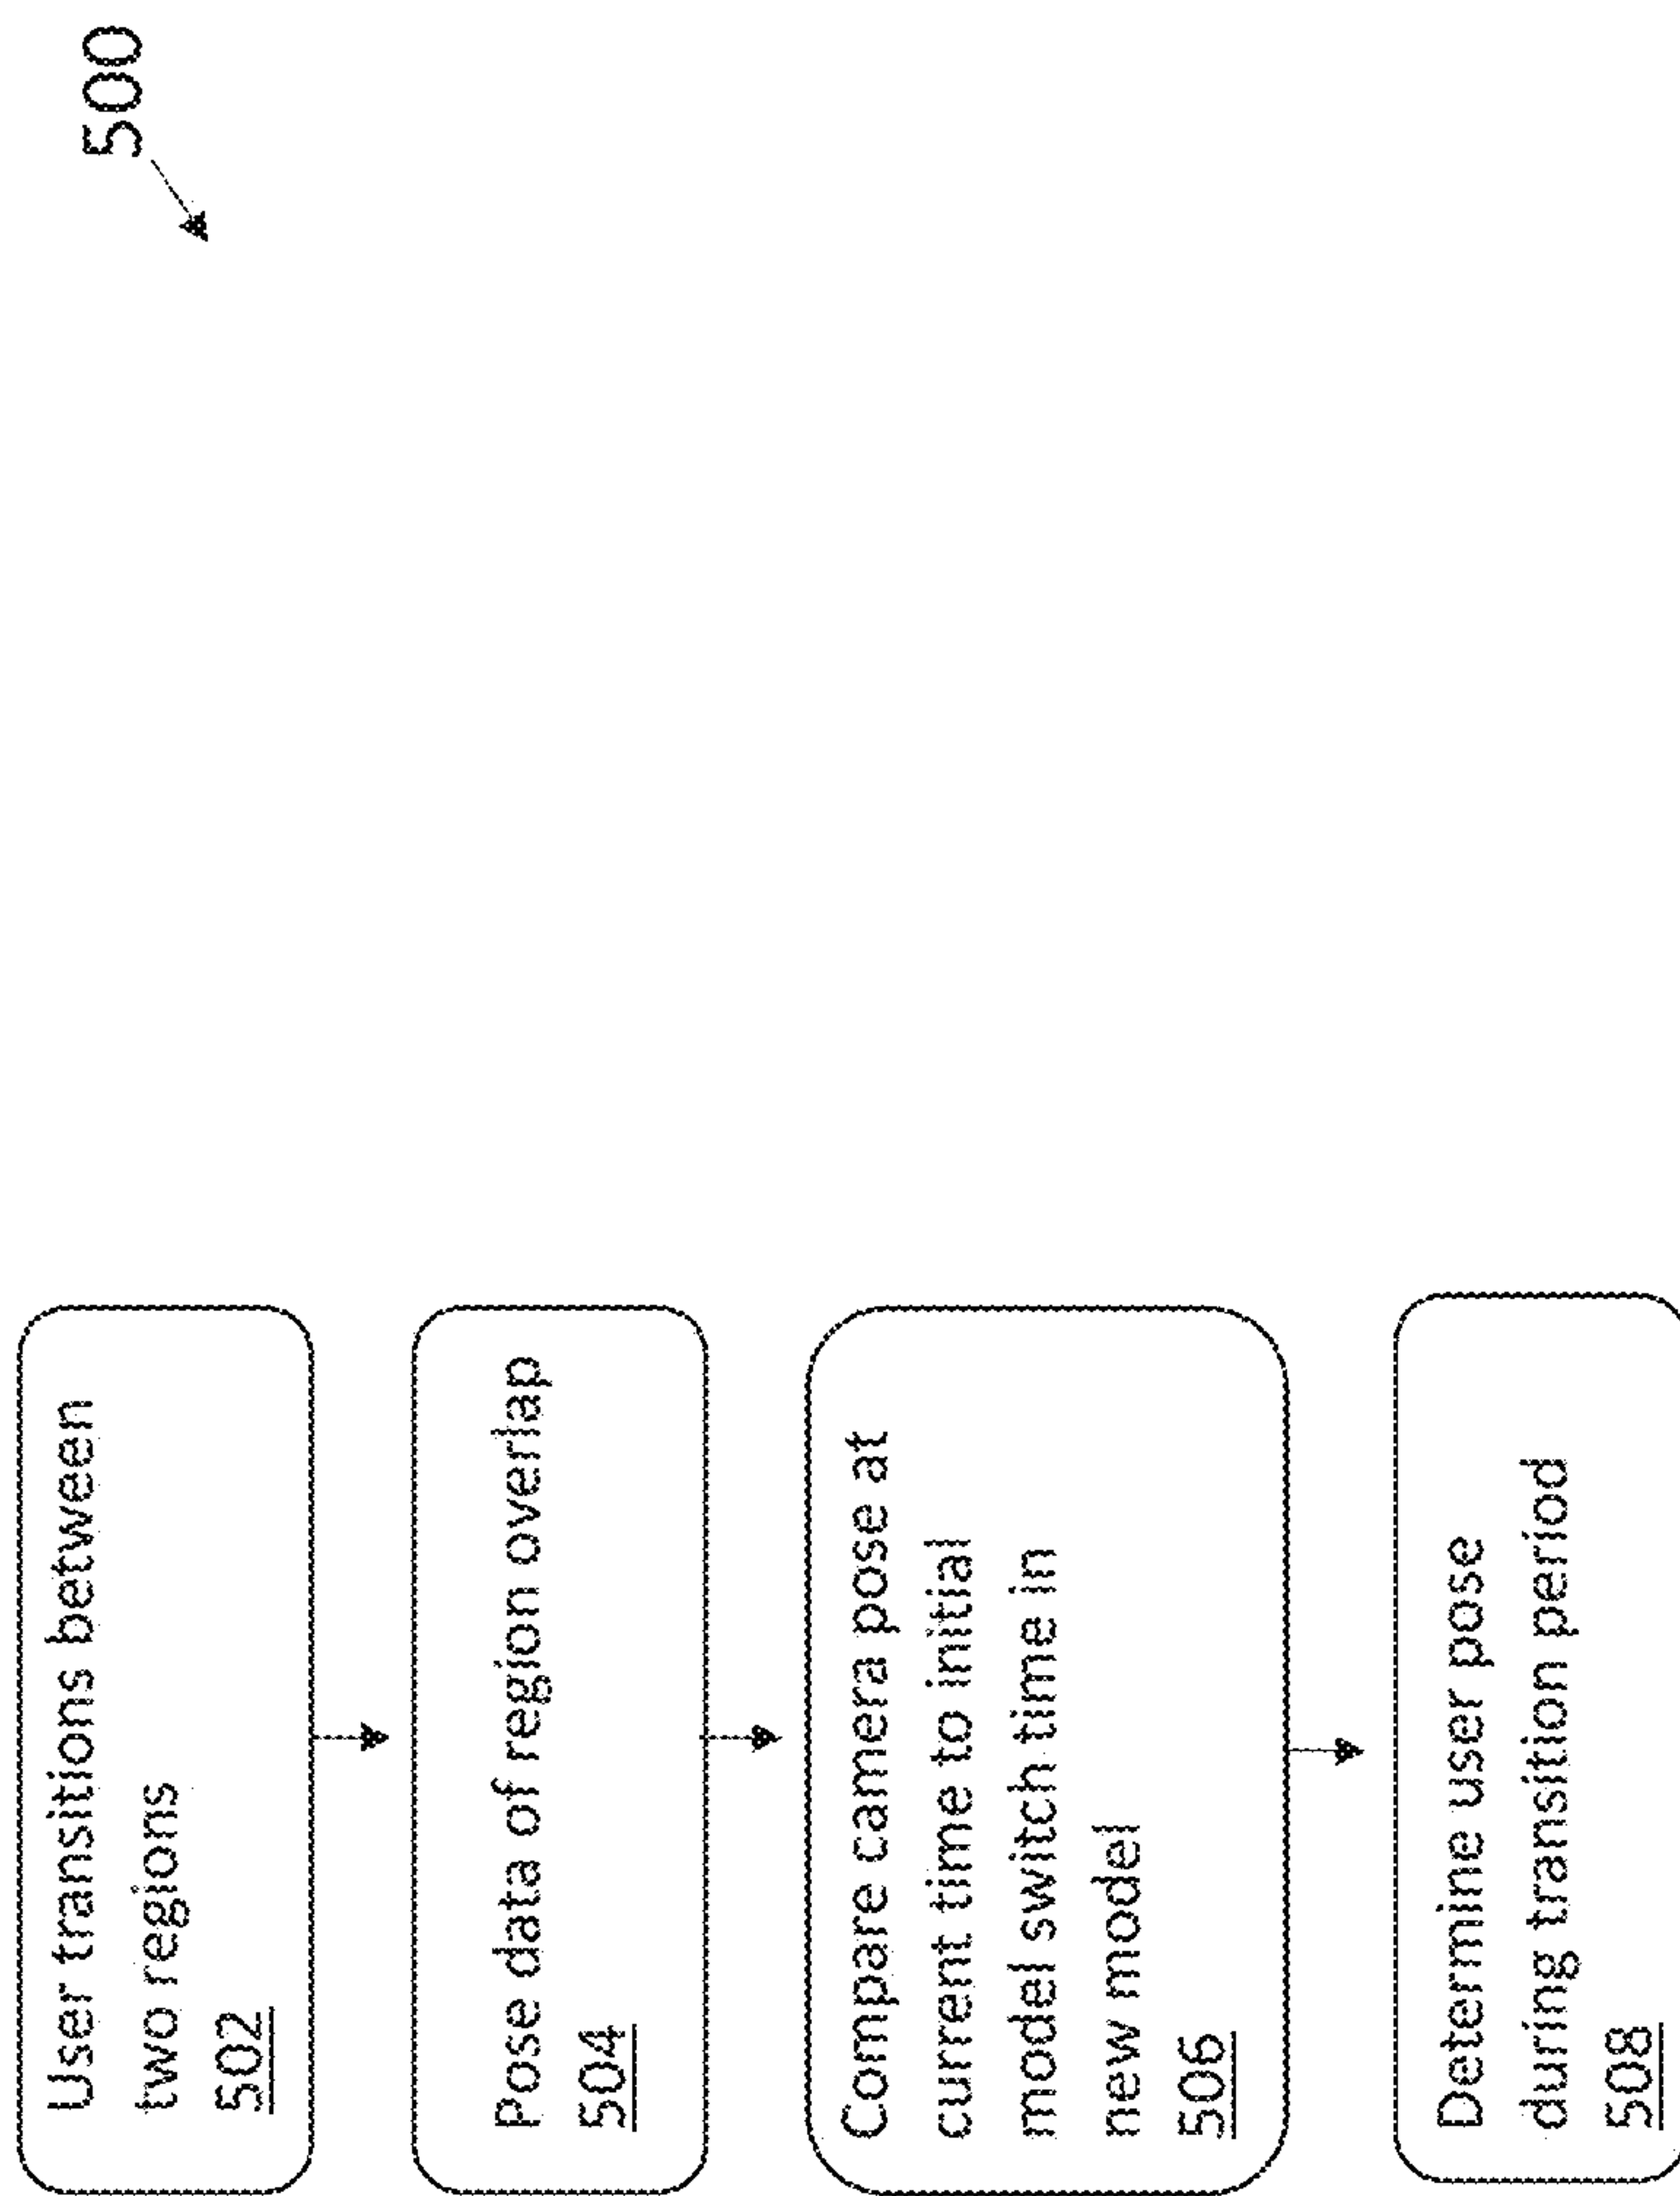 500
User transitions between
two regions
502
Pose data of region overlap
504
Compare camera pose at
current time to initial
model switch time in
new model
506
Determine user pose
during transition period
508